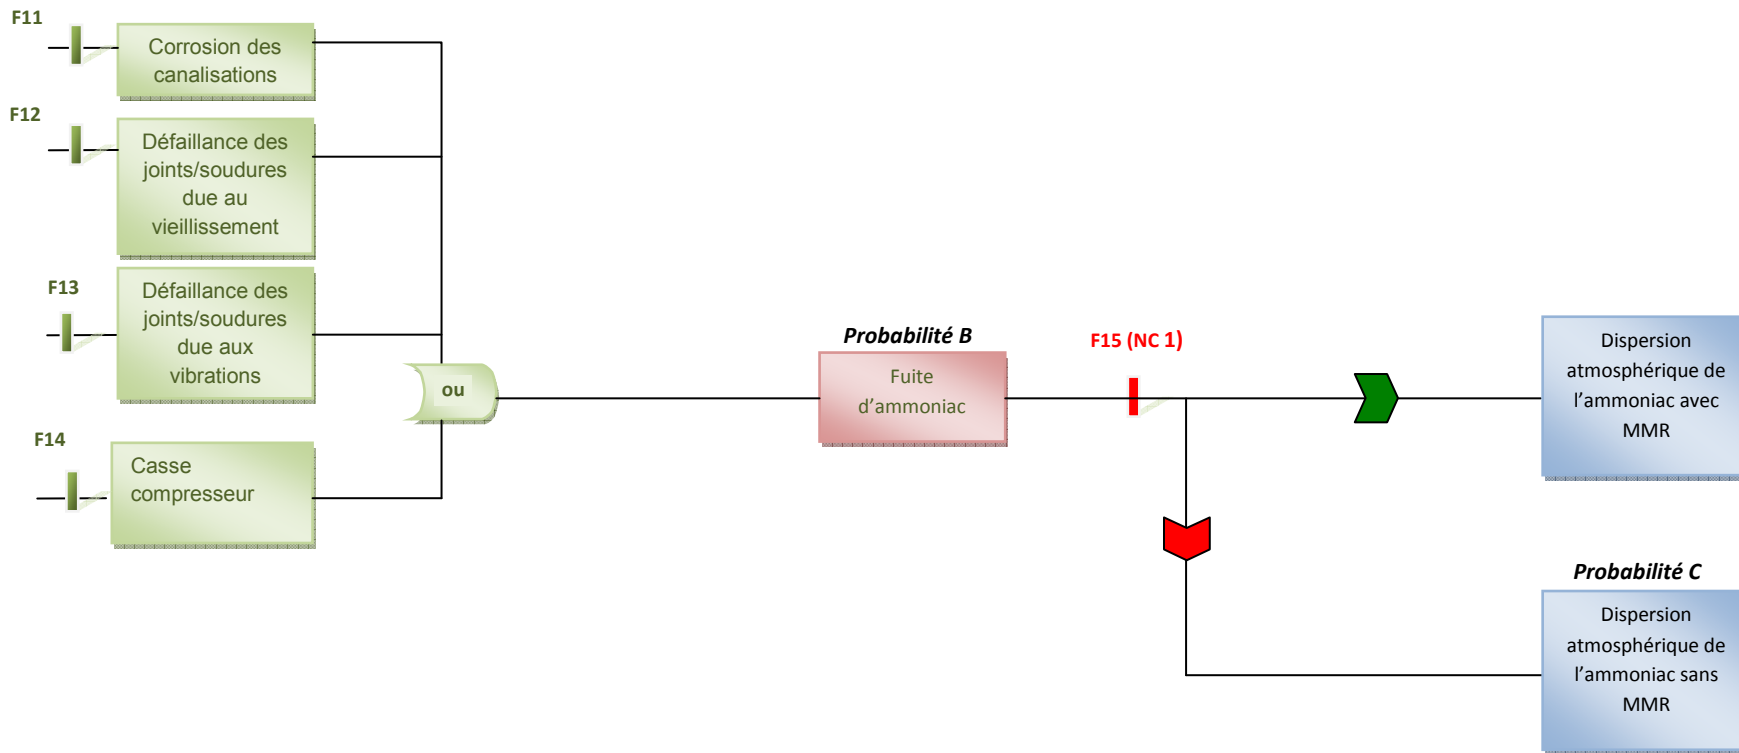 F11
Corrosion des
canalisations
F12
Défaillance des
joints/soudures
due au
vieillissement
F13
Défaillance des
joints/soudures
due aux
vibrations
F14
Casse
compresseur
ou
Probabilité B
Fuite
d’ammoniac
F15 (NC 1)
Dispersion
atmosphérique de
l’ammoniac avec
MMR
Probabilité C
Dispersion
atmosphérique de
l’ammoniac sans
MMR